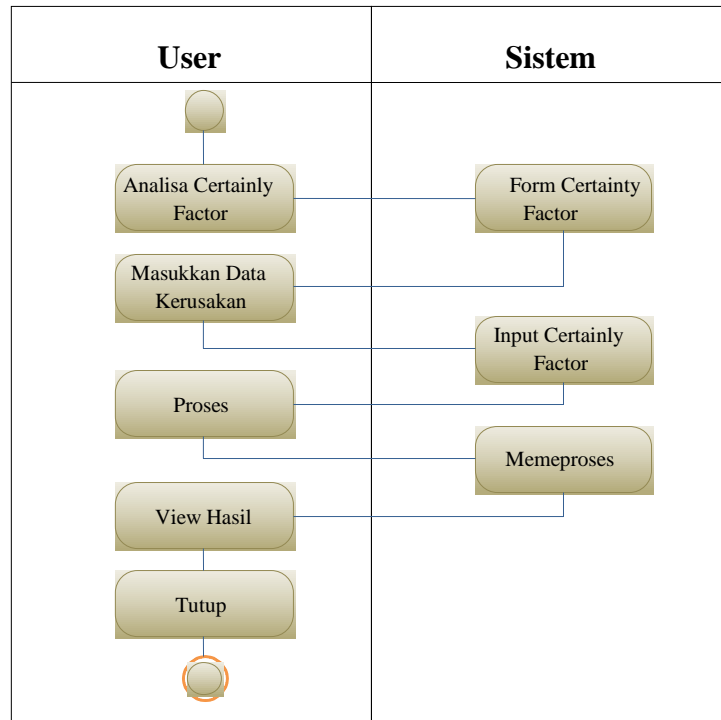 User
Sistem
Analisa Certainly
Factor
Form Certainty
Factor
Masukkan Data
Kerusakan
Input Certainly
Factor
Proses
Memeproses
View Hasil
Tutup